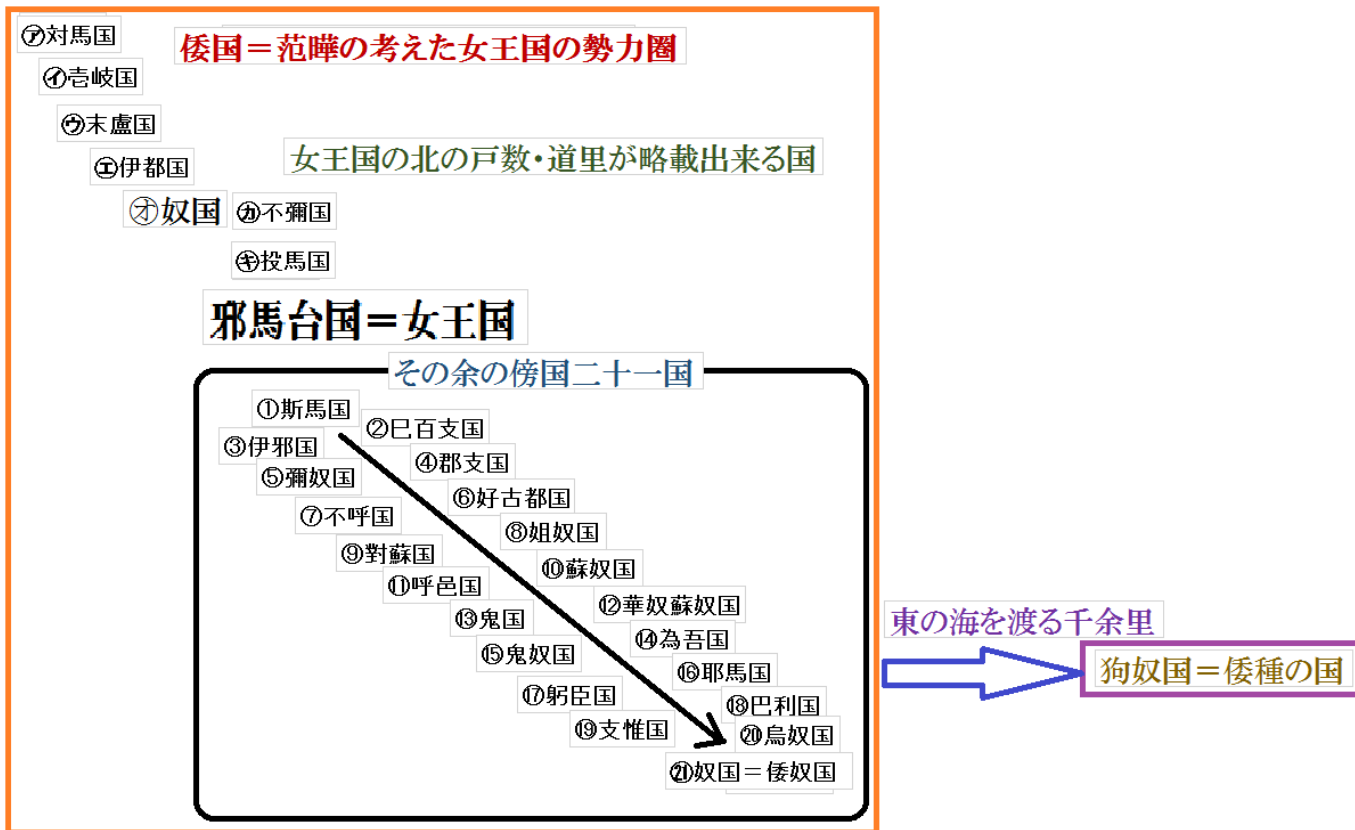 ㋐対馬国
倭国＝范曄の考えた女王国の勢力圏
㋑壱岐国
㋒末盧国
㋓伊都国
女王国の北の戸数・道里が略載出来る国
㋔奴国
㋕不彌国
㋖投馬国
邪馬台国＝女王国
その余の傍国二十一国
①斯馬国
②巳百支国
③伊邪国
④郡支国
⑤彌奴国
⑥好古都国
⑦不呼国
⑧姐奴国
⑨對蘇国
⑩蘇奴国
⑪呼邑国
⑫華奴蘇奴国
⑬鬼国
⑭為吾国
⑮鬼奴国
⑯耶馬国
⑰躬臣国
⑱巴利国
⑲支惟国
⑳烏奴国
㉑奴国＝倭奴国
東の海を渡る千余里
狗奴国＝倭種の国